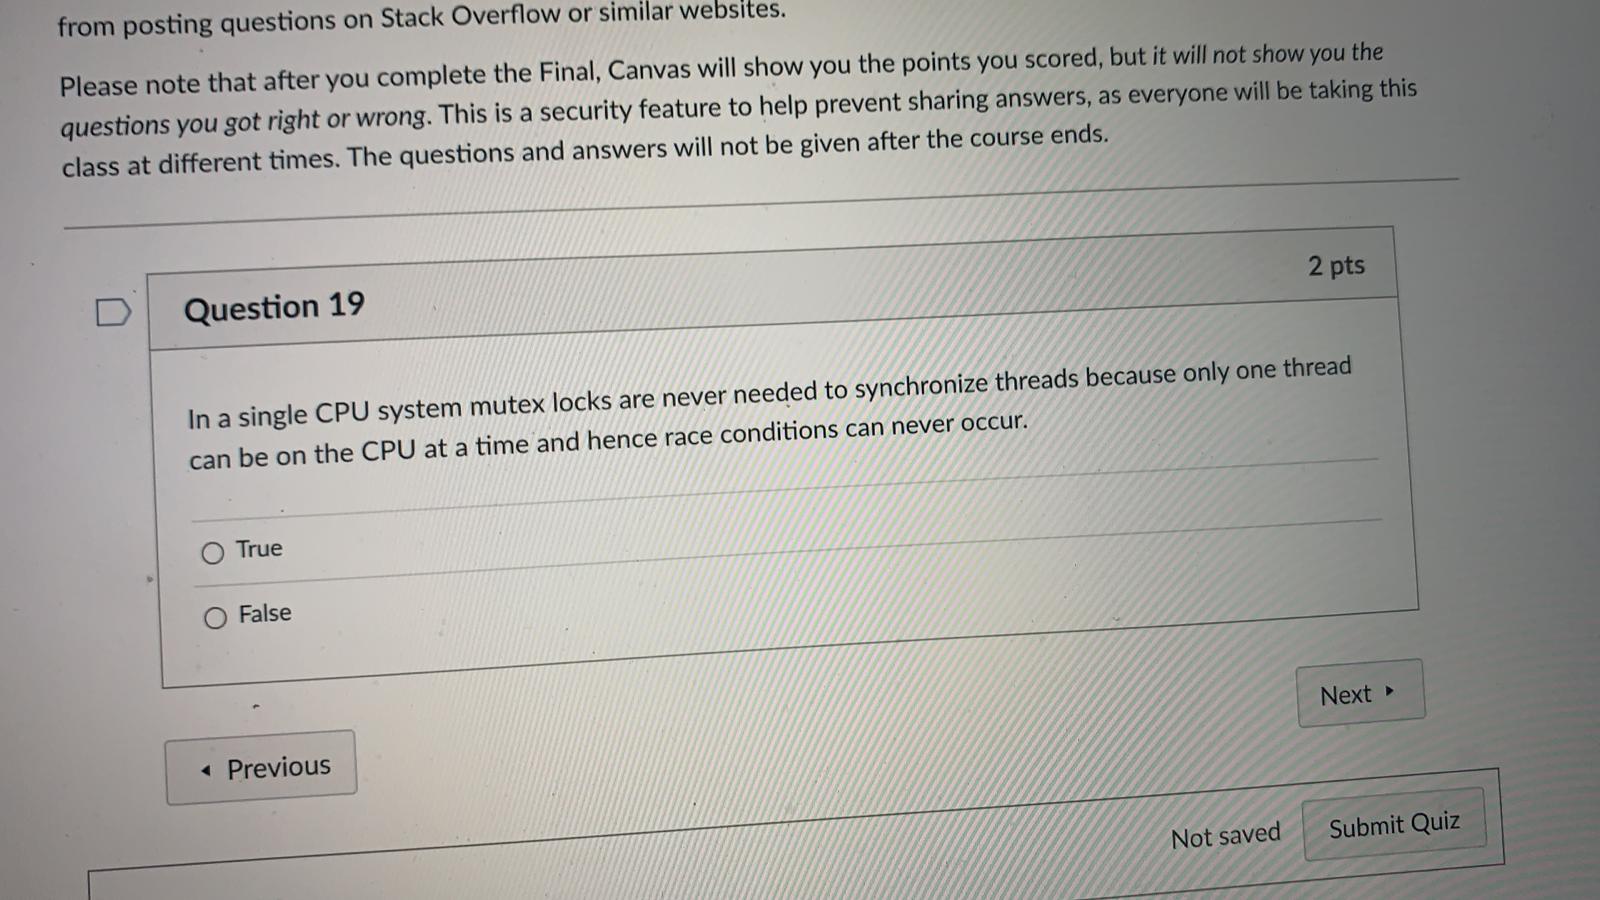 from posting questions on Stack Overflow or similar websites.
Please note that after you complete the Final, Canvas will show you the points you scored, but it will not show you the
questions you got right or wrong. This is a security feature to help prevent sharing answers, as everyone will be taking this
class at different times. The questions and answers will not be given after the course ends.
Question 19
2 pts
In a single CPU system mutex locks are never needed to synchronize threads because only one thread
can be on the CPU at a time and hence race conditions can never occur.
True
False
Next
Previous
Not saved
Submit Quiz